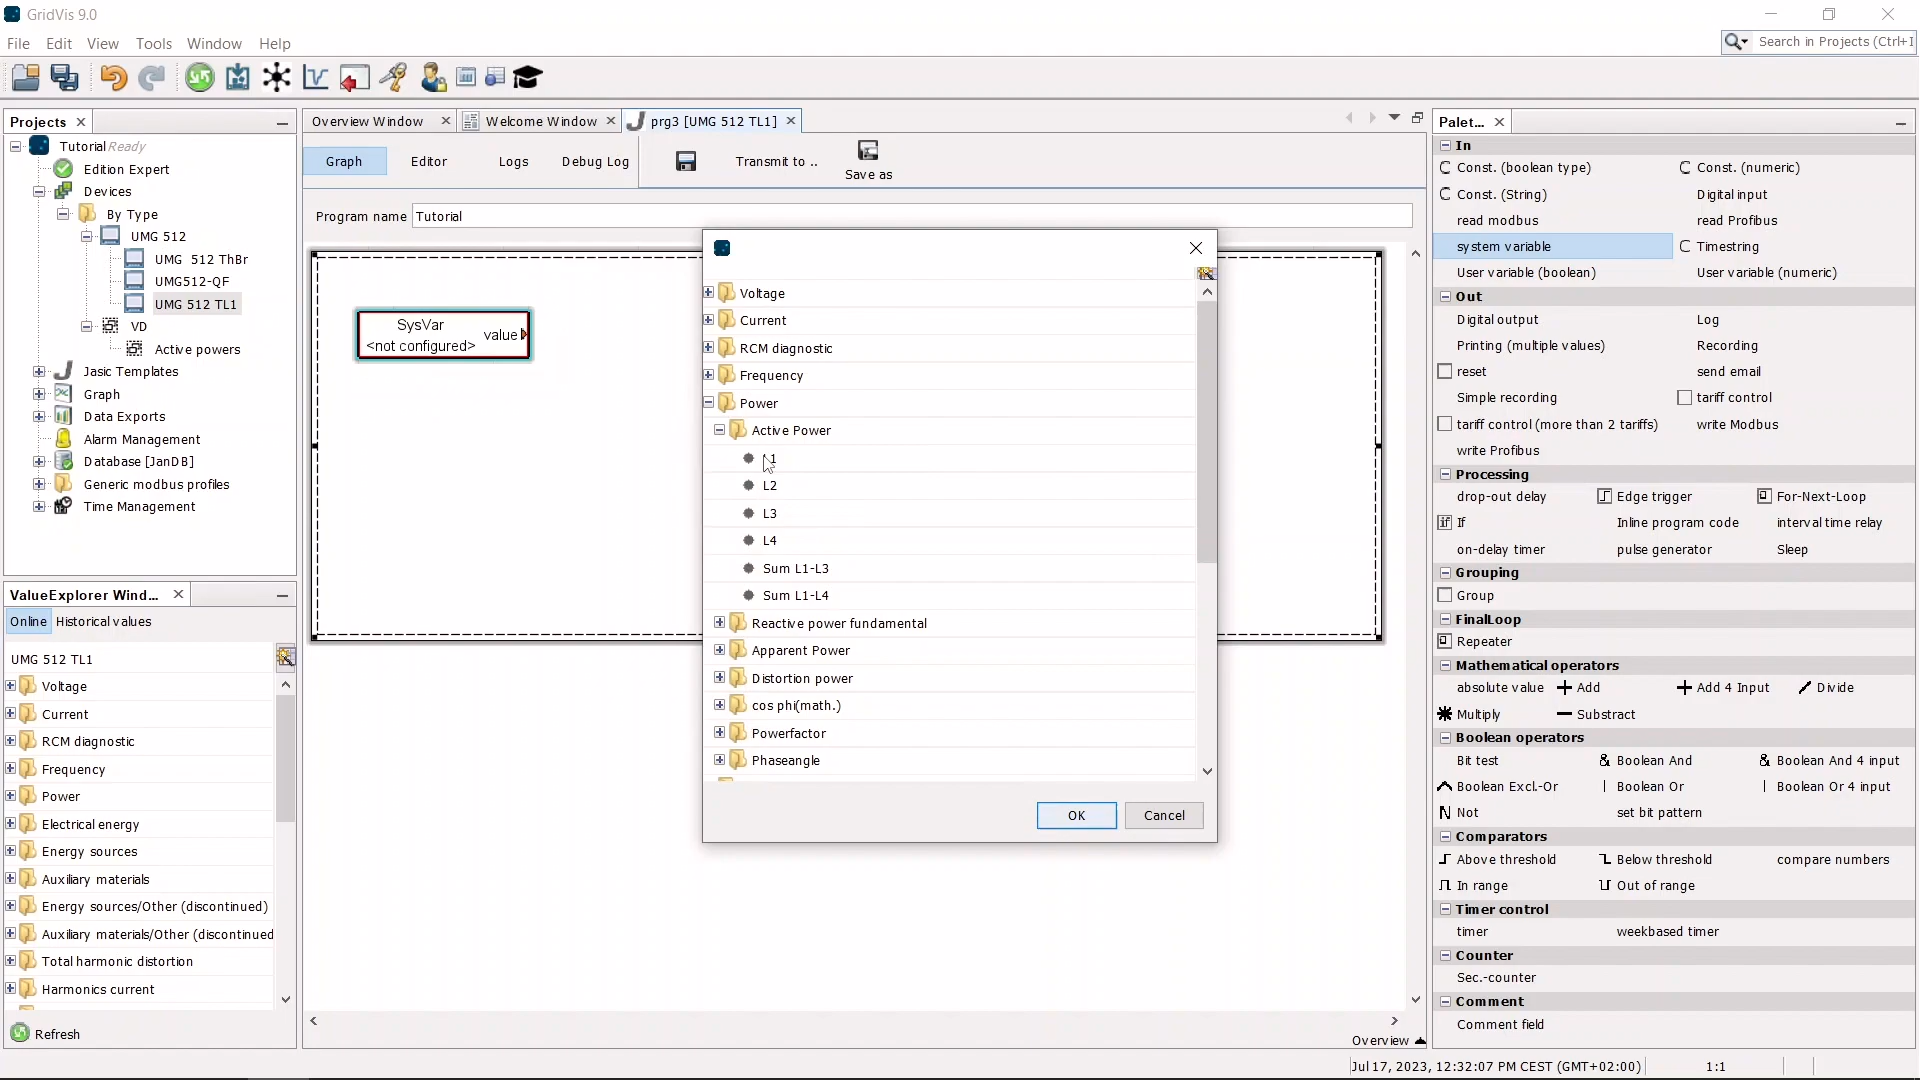 GridVis 9.0
File Edit View Tools Window Help
Search in Projects (Ctrl+I
Projects
Tutorial Ready
Edition Expert
Devices
By Type
UMG 512
UMG 512 ThBr
UMG512-QF
UMG 512 TL1
VD
Active powers
Jasic Templates
Graph
Data Exports
Alarm Management
Database [JanDB]
Generic modbus profiles
Time Management
ValueExplorer Wind...
Online Historical values
UMG 512 TL1
Voltage
Current
RCM diagnostic
Frequency
Power
Electrical energy
Energy sources
Auxiliary materials
Energy sources/Other (discontinued)
Auxiliary materials/Other (discontinued
Total harmonic distortion
Harmonics current
Refresh
Overview Window Welcome Window prg3 [UMG 512 TL1]
Graph Editor Logs Debug Log Transmit to .. Save as
Program name Tutorial
SysVar
<not configured> value
Voltage
Current
RCM diagnostic
Frequency
Power
Active Power
L1
L2
L3
L4
Sum L1-L3
Sum L1-L4
Reactive power fundamental
Apparent Power
Distortion power
cos phi(math.)
Powerfactor
Phaseangle
OK Cancel
Overview
Palet...
In
Const. (boolean type) Const. (numeric)
Const. (String) Digital input
read modbus read Profibus
system variable Timestring
User variable (boolean) User variable (numeric)
Out
Digital output Log
Printing (multiple values) Recording
reset send email
Simple recording tariff control
tariff control (more than 2 tariffs) write Modbus
write Profibus
Processing
drop-out delay Edge trigger For-Next-Loop
If Inline program code interval time relay
on-delay timer pulse generator Sleep
Grouping
Group
FinalLoop
Repeater
Mathematical operators
absolute value Add Add 4 Input Divide
Multiply Substract
Boolean operators
Bit test Boolean And Boolean And 4 input
Boolean Excl.-Or Boolean Or Boolean Or 4 input
Not set bit pattern
Comparators
Above threshold Below threshold compare numbers
In range Out of range
Timer control
timer weekbased timer
Counter
Sec.-counter
Comment
Comment field
Jul 17, 2023, 12:32:07 PM CEST (GMT+02:00) 1:1